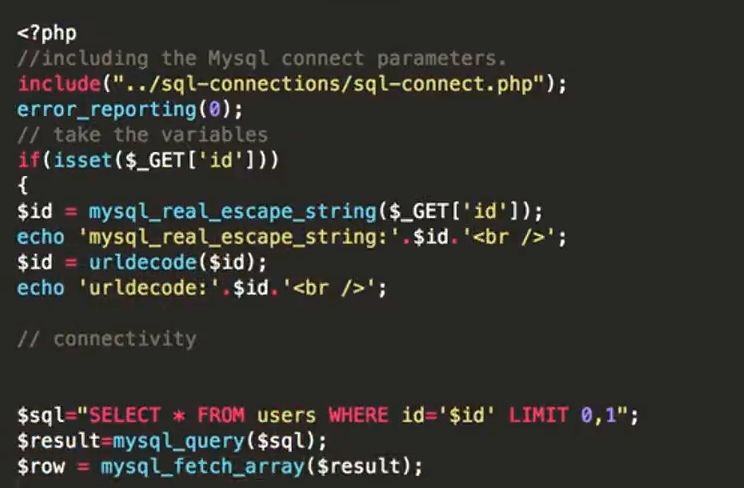 <?php
//including the Mysql connect parameters.
include("../sql-connections/sql-connect.php");
error_reporting(0);
// take the variables
if(isset($_GET['id']))
{
$id = mysql_real_escape_string($_GET['id']);
echo 'mysql_real_escape_string:'.$id.'<br />';
$id = urldecode($id);
echo 'urldecode:'.$id.'<br />';
// connectivity
$sql="SELECT * FROM users WHERE id='$id' LIMIT 0,1";
$result=mysql_query($sql);
$row = mysql_fetch_array($result);